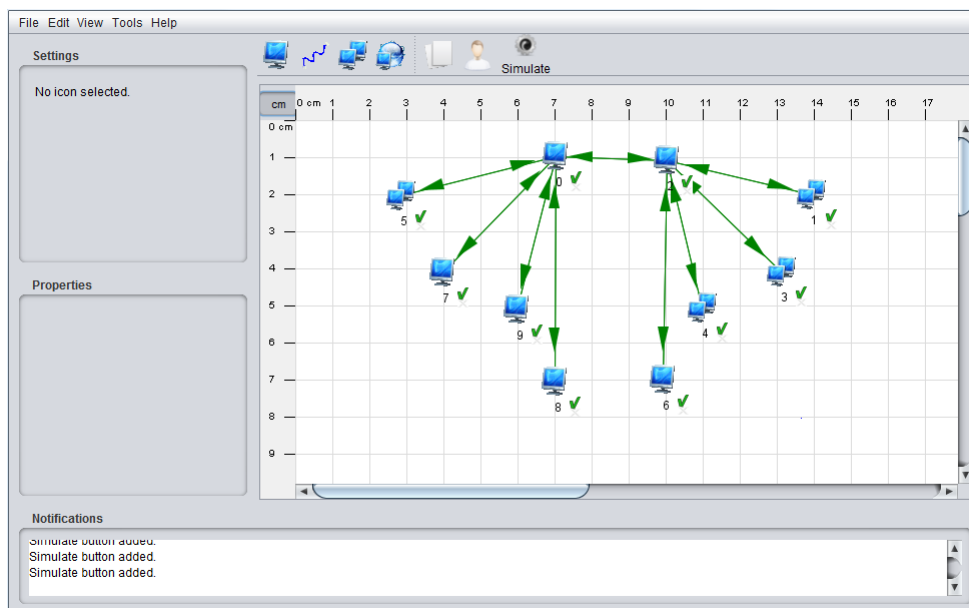 File Edit View Tools Help
Settings
No icon selected.
Simulate
cm 0 cm 1 2 3 4 5 6 7 8 9 10 11 12 13 14 15 16 17
0 cm
1
2
3
4
5
6
7
8
9
0
5
1
7
3
9
4
8
6
Properties
Notifications
Simulate button added.
Simulate button added.
Simulate button added.